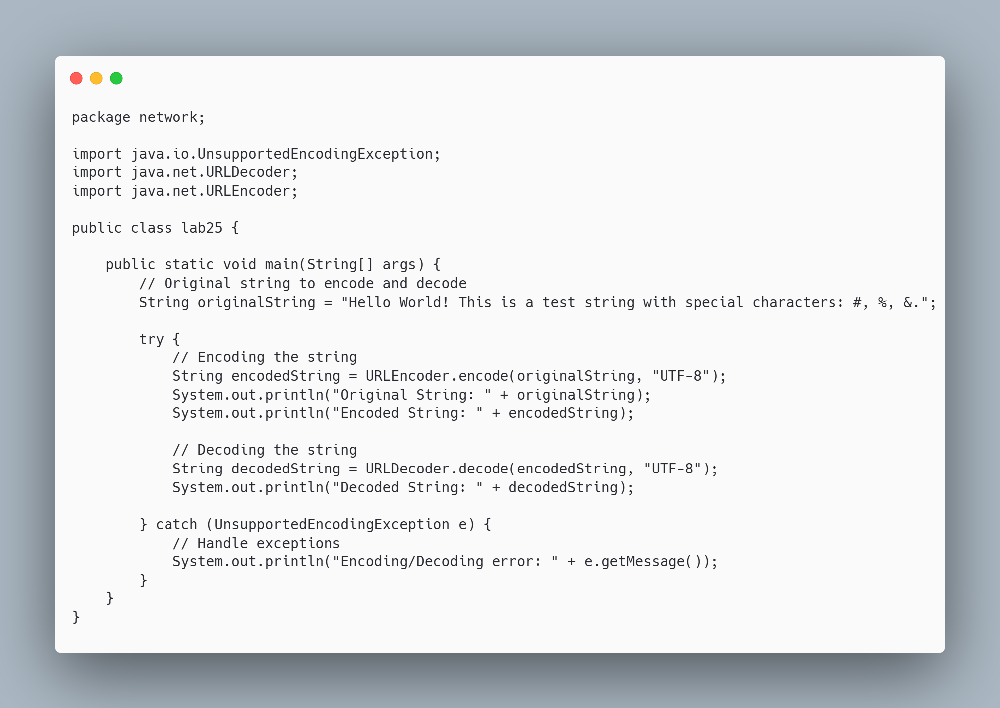 package network;

import java.io.UnsupportedEncodingException;
import java.net.URLDecoder;
import java.net.URLEncoder;

public class lab25 {

    public static void main(String[] args) {
        // Original string to encode and decode
        String originalString = "Hello World! This is a test string with special characters: #, %, &.";

        try {
            // Encoding the string
            String encodedString = URLEncoder.encode(originalString, "UTF-8");
            System.out.println("Original String: " + originalString);
            System.out.println("Encoded String: " + encodedString);

            // Decoding the string
            String decodedString = URLDecoder.decode(encodedString, "UTF-8");
            System.out.println("Decoded String: " + decodedString);

        } catch (UnsupportedEncodingException e) {
            // Handle exceptions
            System.out.println("Encoding/Decoding error: " + e.getMessage());
        }
    }
}